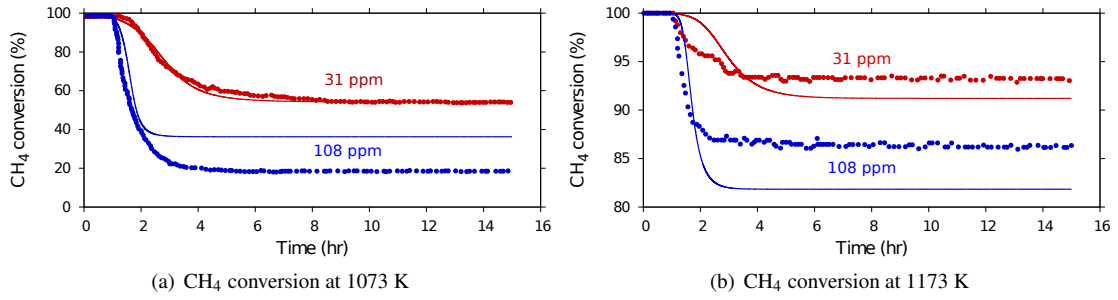 CH4 conversion (%)
100
80
60
40
20
0
31 ppm
108 ppm
0 2 4 6 8 10 12 14 16
Time (hr)
(a) CH4 conversion at 1073 K
CH4 conversion (%)
100
95
90
85
80
31 ppm
108 ppm
0 2 4 6 8 10 12 14 16
Time (hr)
(b) CH4 conversion at 1173 K